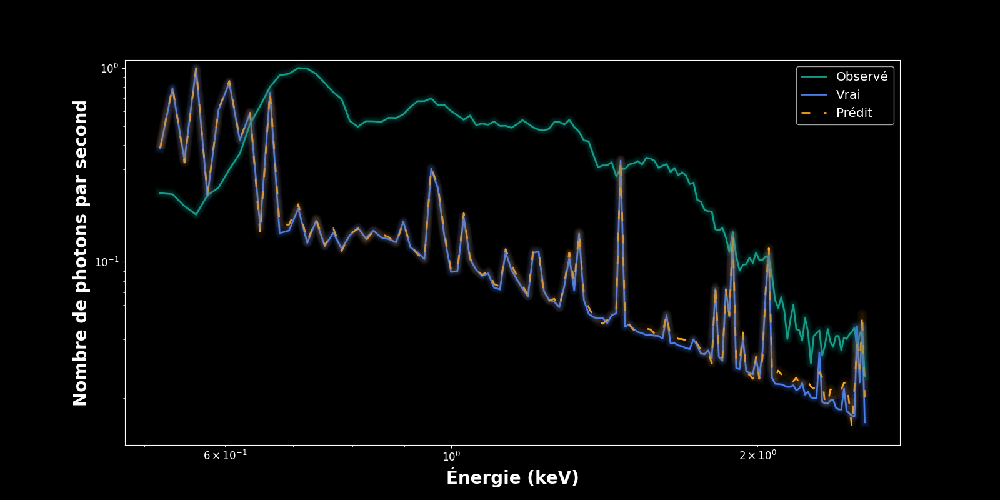 Nombre de photons par second
10⁰
10⁻¹
Observé
Vrai
Prédit
6 × 10⁻¹
10⁰
2 × 10⁰
Énergie (keV)